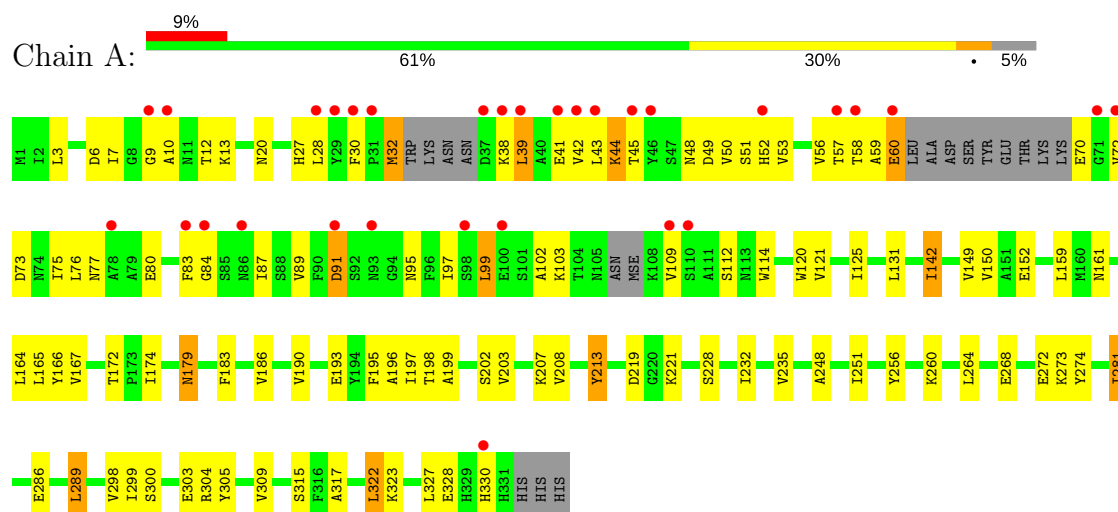 9%
Chain A:
61% 30% • 5%
M1 I2 L3 D6 I7 G8 G9 A10 N11 T12 K13 N20 H27 L28 Y29 F30 P31 M32 TRP LYS ASN ASN D37 K38 L39 A40 E41 V42 L43 K44 T45 Y46 S47 N48 D49 V50 S51 H52 V53 V56 T57 T58 A59 E60 LEU ALA ASP SER TYR GLU THR LYS LYS E70 G71 V72
D73 N74 I75 L76 N77 A78 A79 E80 F83 G84 S85 N86 I87 S88 V89 F90 D91 S92 N93 G94 N95 F96 I97 S98 L99 E100 S101 A102 K103 T104 N105 ASN MSE K108 V109 S110 A111 S112 N113 W114 W120 V121 I125 L131 I142 V149 V150 A151 E152 L159 M160 N161
L164 L165 Y166 V167 T172 P173 I174 N179 F183 V186 V190 E193 Y194 F195 A196 I197 T198 A199 S202 V203 K207 V208 Y213 D219 G220 K221 S228 I232 V235 A248 I251 Y256 K260 L264 E268 E272 K273 Y274 I281
E286 L289 V298 I299 S300 E303 R304 Y305 V309 S315 F316 A317 L322 K323 L327 E328 H329 H330 H331 HIS HIS HIS